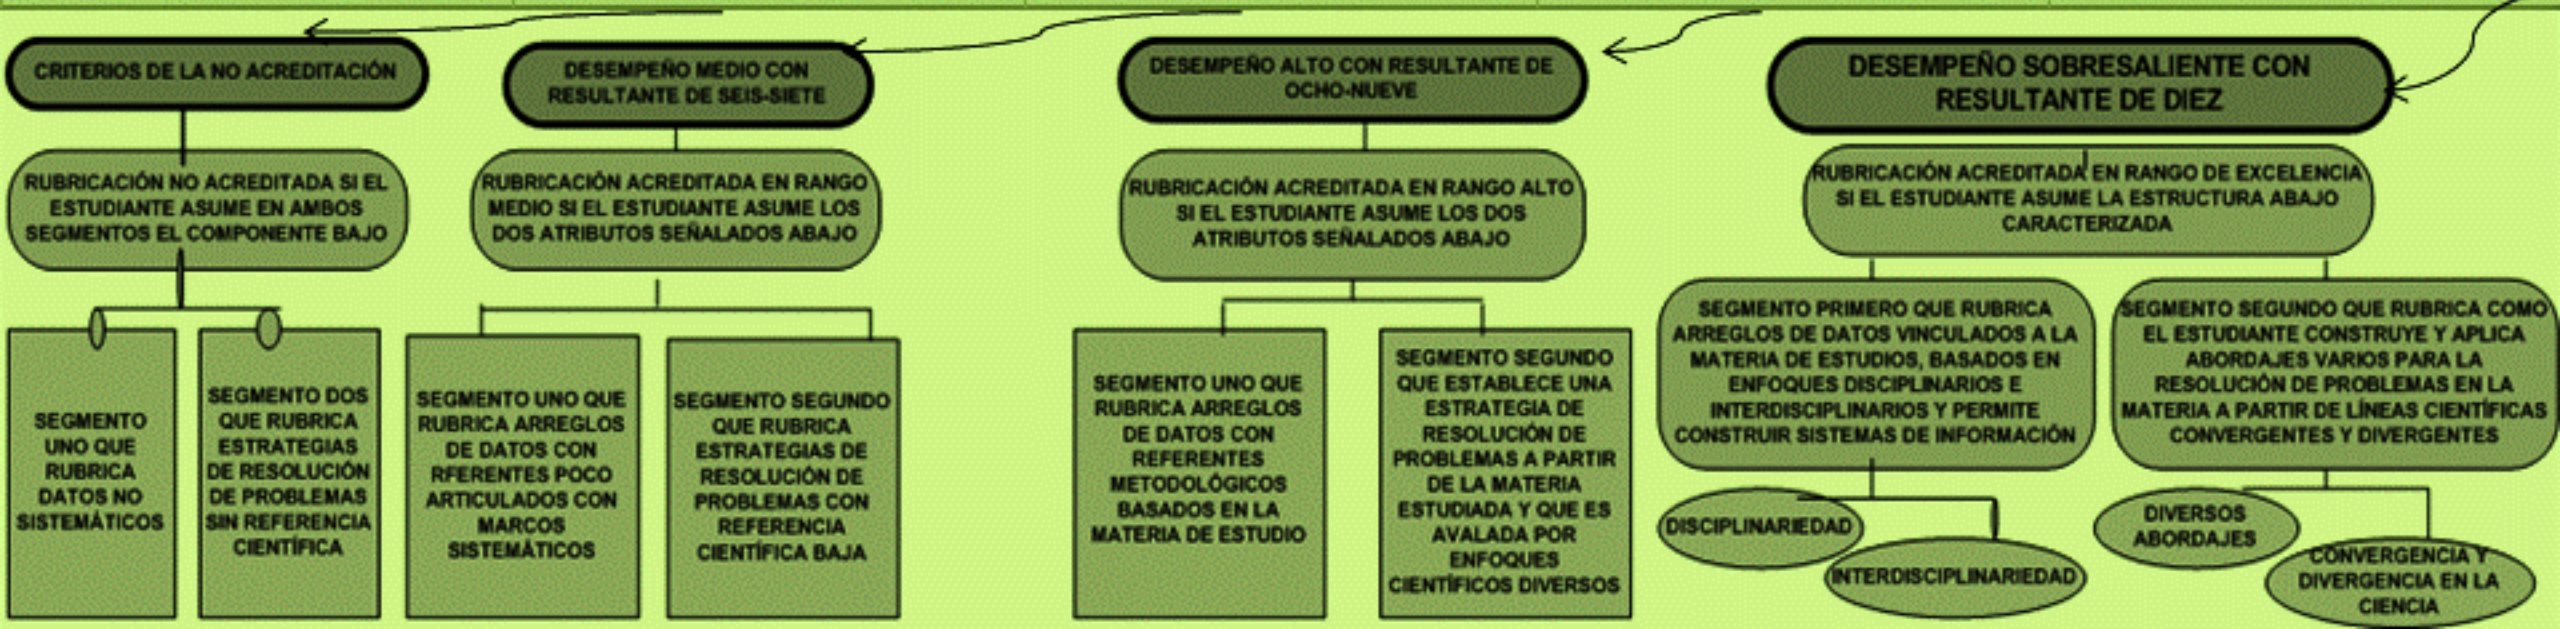 CRITERIOS DE LA NO ACREDITACIÓN
RUBRICACIÓN NO ACREDITADA SI EL
ESTUDIANTE ASUME EN AMBOS
SEGMENTOS EL COMPONENTE BAJO
SEGMENTO
UNO QUE
RUBRICA
DATOS NO
SISTEMÁTICOS
SEGMENTO DOS
QUE RUBRICA
ESTRATEGIAS
DE RESOLUCIÓN
DE PROBLEMAS
SIN REFERENCIA
CIENTÍFICA
DESEMPEÑO MEDIO CON
RESULTANTE DE SEIS-SIETE
RUBRICACIÓN ACREDITADA EN RANGO
MEDIO SI EL ESTUDIANTE ASUME LOS
DOS ATRIBUTOS SEÑALADOS ABAJO
SEGMENTO UNO QUE
RUBRICA ARREGLOS
DE DATOS CON
RFERENTES POCO
ARTICULADOS CON
MARCOS
SISTEMÁTICOS
SEGMENTO SEGUNDO
QUE RUBRICA
ESTRATEGIAS DE
RESOLUCIÓN DE
PROBLEMAS CON
REFERENCIA
CIENTÍFICA BAJA
DESEMPEÑO ALTO CON RESULTANTE DE
OCHO-NUEVE
RUBRICACIÓN ACREDITADA EN RANGO ALTO
SI EL ESTUDIANTE ASUME LOS DOS
ATRIBUTOS SEÑALADOS ABAJO
SEGMENTO UNO QUE
RUBRICA ARREGLOS
DE DATOS CON
REFERENTES
METODOLÓGICOS
BASADOS EN LA
MATERIA DE ESTUDIO
SEGMENTO SEGUNDO
QUE ESTABLECE UNA
ESTRATEGIA DE
RESOLUCIÓN DE
PROBLEMAS A PARTIR
DE LA MATERIA
ESTUDIADA Y QUE ES
AVALADA POR
ENFOQUES
CIENTÍFICOS DIVERSOS
DESEMPEÑO SOBRESALIENTE CON
RESULTANTE DE DIEZ
RUBRICACIÓN ACREDITADA EN RANGO DE EXCELENCIA
SI EL ESTUDIANTE ASUME LA ESTRUCTURA ABAJO
CARACTERIZADA
SEGMENTO PRIMERO QUE RUBRICA
ARREGLOS DE DATOS VINCULADOS A LA
MATERIA DE ESTUDIOS, BASADOS EN
ENFOQUES DISCIPLINARIOS E
INTERDISCIPLINARIOS Y PERMITE
CONSTRUIR SISTEMAS DE INFORMACIÓN
DISCIPLINARIEDAD
INTERDISCIPLINARIEDAD
SEGMENTO SEGUNDO QUE RUBRICA COMO
EL ESTUDIANTE CONSTRUYE Y APLICA
ABORDAJES VARIOS PARA LA
RESOLUCIÓN DE PROBLEMAS EN LA
MATERIA A PARTIR DE LÍNEAS CIENTÍFICAS
CONVERGENTES Y DIVERGENTES
DIVERSOS
ABORDAJES
CONVERGENCIA Y
DIVERGENCIA EN LA
CIENCIA